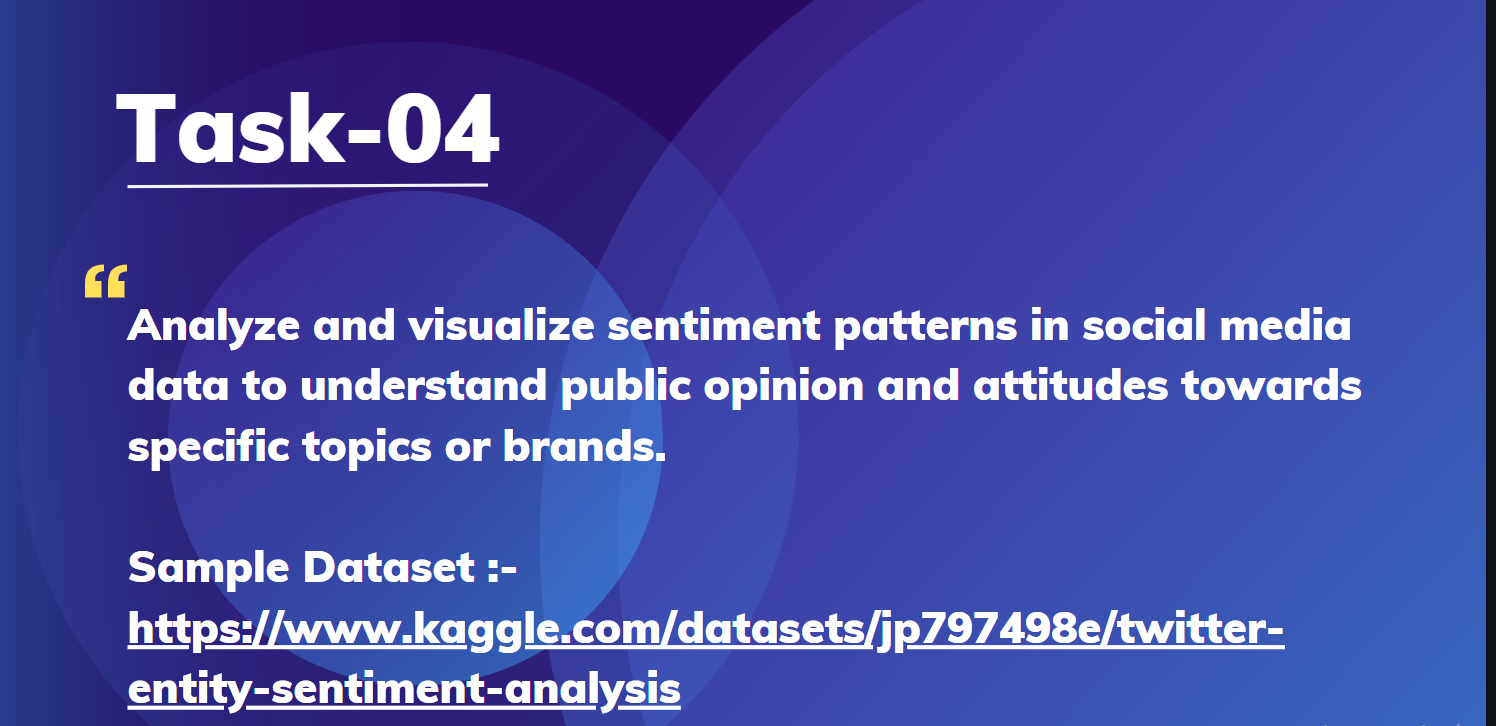 Task-04
“
Analyze and visualize sentiment patterns in social media
data to understand public opinion and attitudes towards
specific topics or brands.
Sample Dataset :-
https://www.kaggle.com/datasets/jp797498e/twitter-
entity-sentiment-analysis